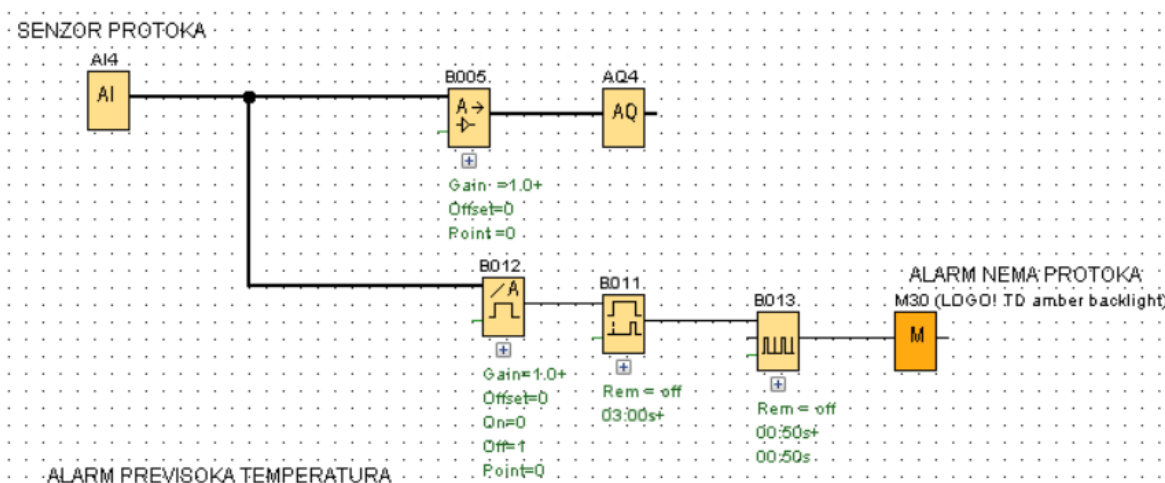 SENZOR PROTOKA
AI4
AI
B005
A→
AQ4
AQ
Gain =1.0+
Offset=0
Point=0
B012
/A
B011
B013
ALARM NEMA PROTOKA
M30 (LOGO! TD amber backlight)
M
Gain=1.0+
Offset=0
On=0
Off=1
Point=0
Rem = off
03:00s+
Rem = off
00:50s+
00:50s
ALARM PREVISOKA TEMPERATURA